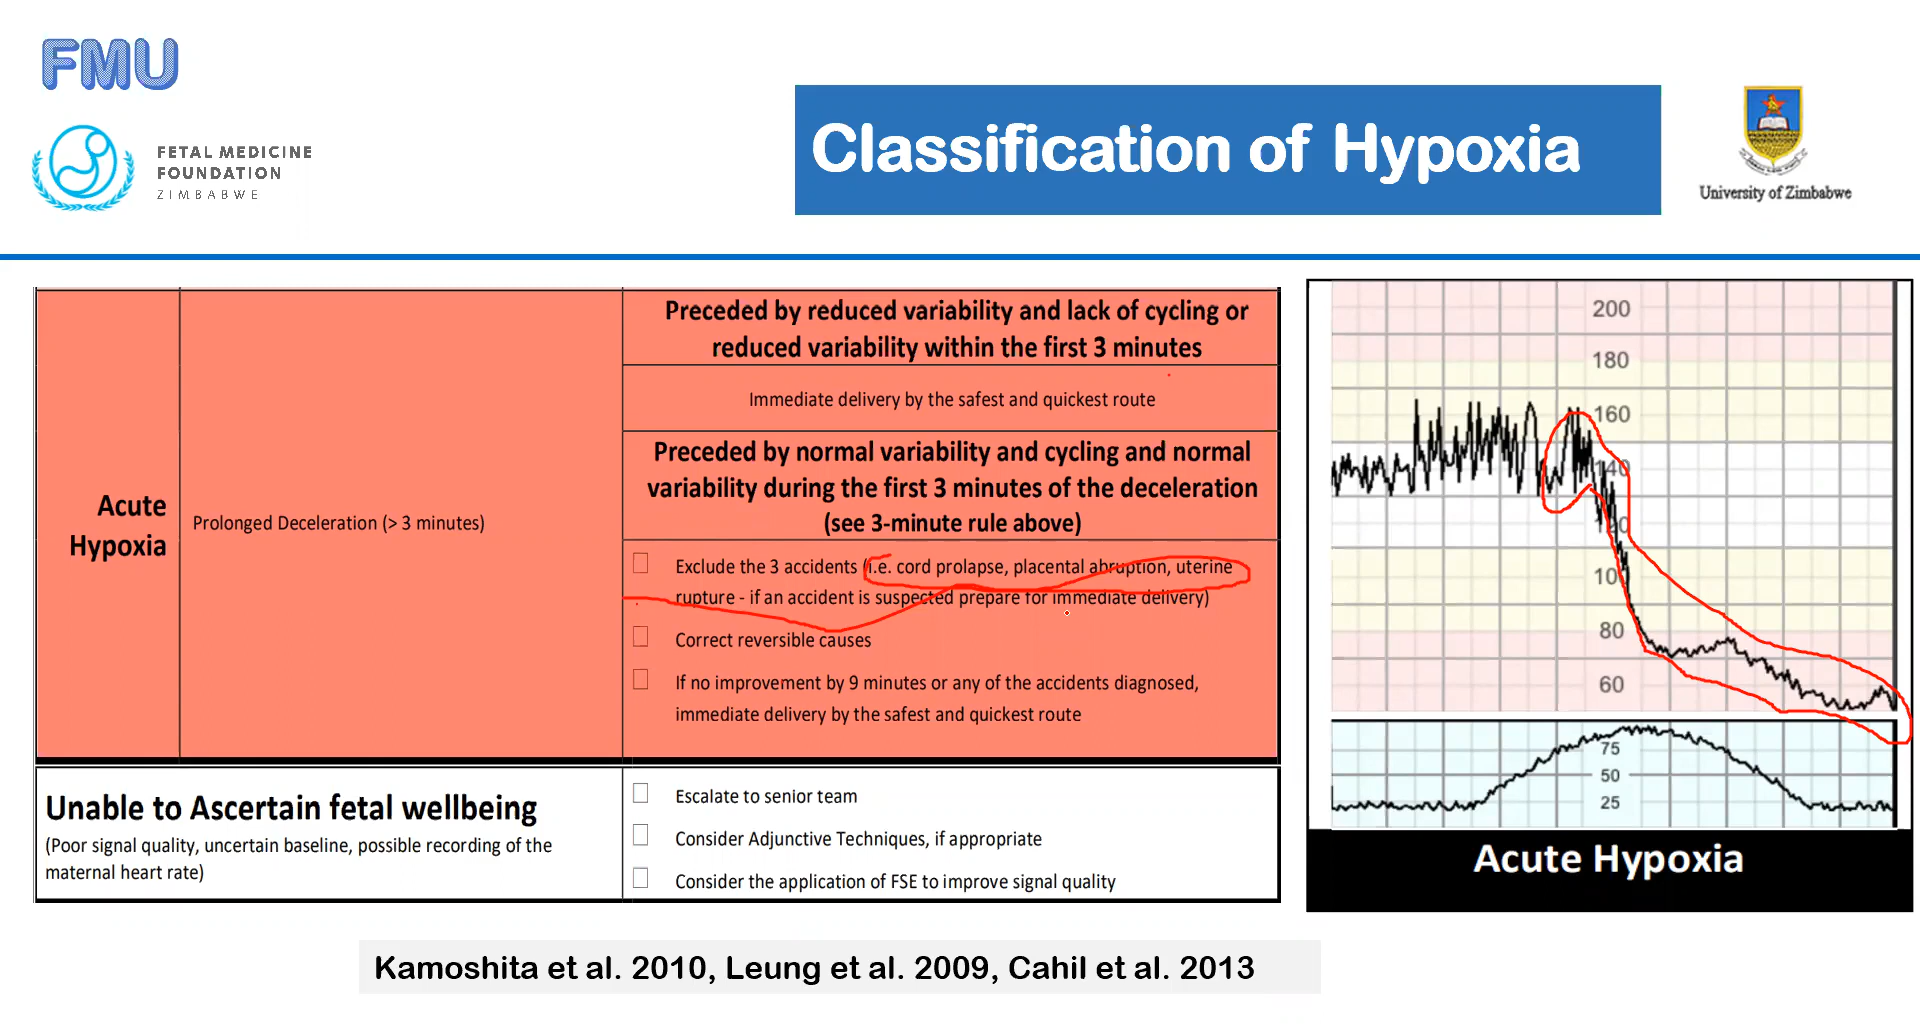 FMU
FETAL MEDICINE
FOUNDATION
ZIMBABWE
Classification of Hypoxia
University of Zimbabwe
Acute
Hypoxia
Prolonged Deceleration (> 3 minutes)
Preceded by reduced variability and lack of cycling or
reduced variability within the first 3 minutes
Immediate delivery by the safest and quickest route
Preceded by normal variability and cycling and normal
variability during the first 3 minutes of the deceleration
(see 3-minute rule above)
Exclude the 3 accidents (i.e. cord prolapse, placental abruption, uterine
rupture - if an accident is suspected prepare for immediate delivery)
Correct reversible causes
If no improvement by 9 minutes or any of the accidents diagnosed,
immediate delivery by the safest and quickest route
Unable to Ascertain fetal wellbeing
(Poor signal quality, uncertain baseline, possible recording of the
maternal heart rate)
Escalate to senior team
Consider Adjunctive Techniques, if appropriate
Consider the application of FSE to improve signal quality
200
180
160
140
120
10
80
60
75
50
25
Acute Hypoxia
Kamoshita et al. 2010, Leung et al. 2009, Cahil et al. 2013